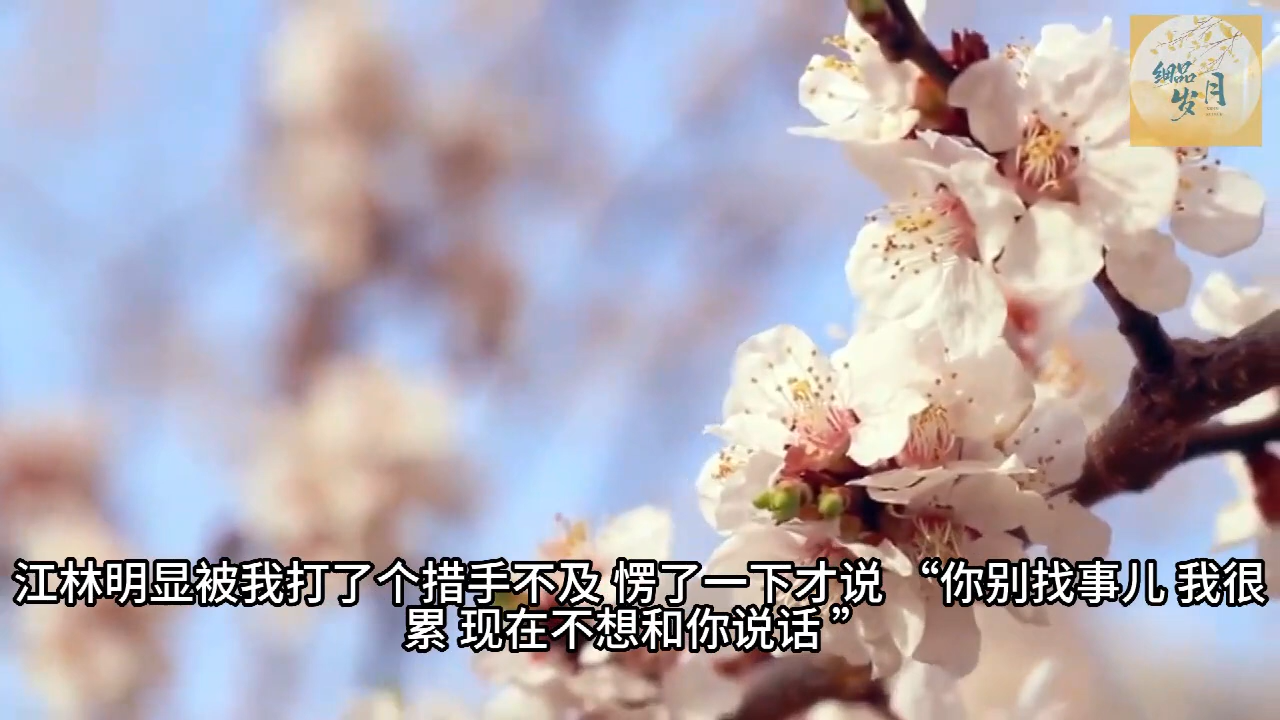 细品
岁月
江林明显被我打了个措手不及 愣了一下才说 “你别找事儿 我很
累 现在不想和你说话 ”